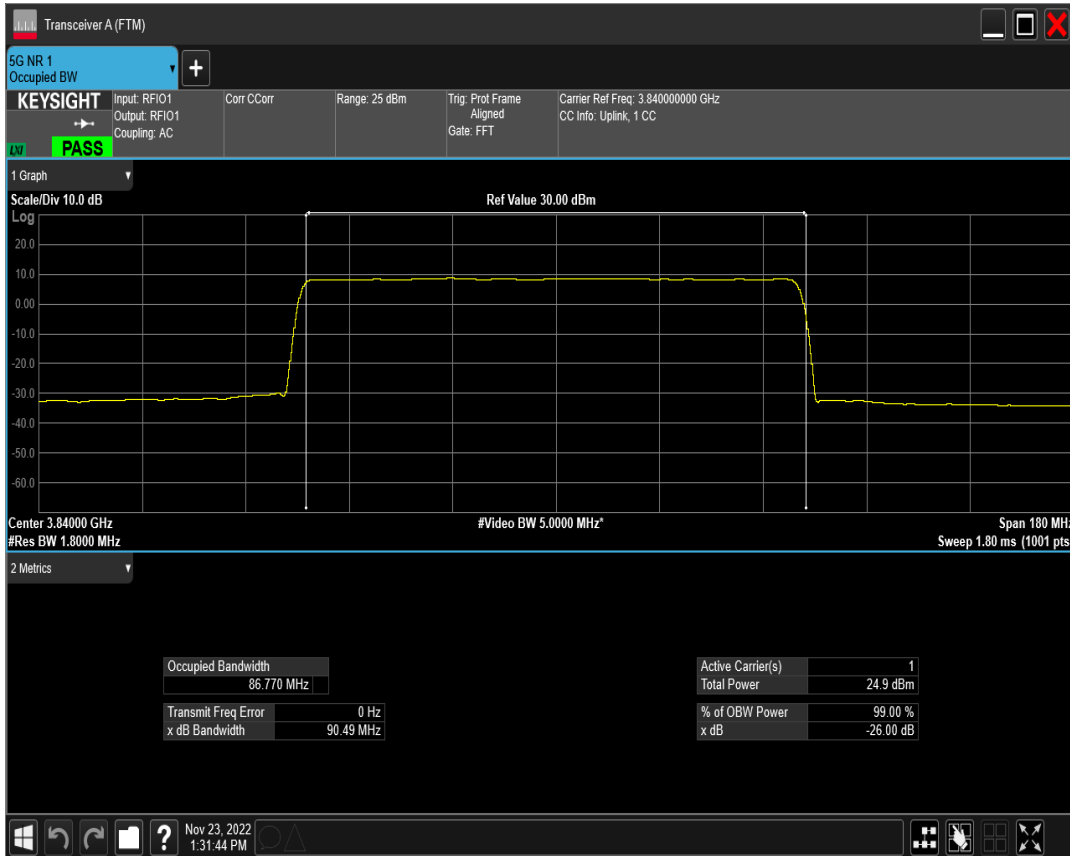 Transceiver A (FTM)
5G NR 1
Occupied BW
+
KEYSIGHT
LXI
PASS
Input: RFIO1
Output: RFIO1
Coupling: AC
Corr CCorr
Range: 25 dBm
Trig: Prot Frame
Aligned
Gate: FFT
Carrier Ref Freq: 3.840000000 GHz
CC Info: Uplink, 1 CC
1 Graph
Scale/Div 10.0 dB
Ref Value 30.00 dBm
Log
20.0
10.0
0.00
-10.0
-20.0
-30.0
-40.0
-50.0
-60.0
Center 3.84000 GHz
#Video BW 5.0000 MHz*
Span 180 MHz
#Res BW 1.8000 MHz
Sweep 1.80 ms (1001 pts
2 Metrics
Occupied Bandwidth
86.770 MHz
Transmit Freq Error 0 Hz
x dB Bandwidth 90.49 MHz
Active Carrier(s) 1
Total Power 24.9 dBm
% of OBW Power 99.00 %
x dB -26.00 dB
?
Nov 23, 2022
1:31:44 PM